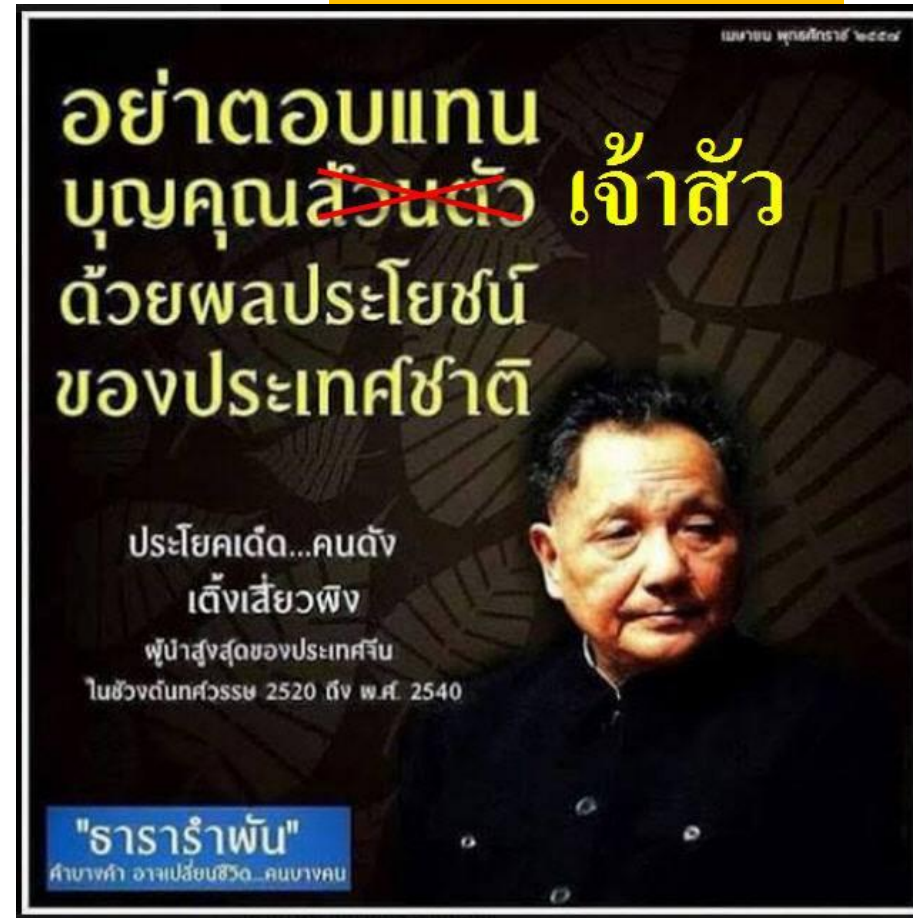 เมษายน พุทธศักราช ๒๕๕๗
อย่าตอบแทน
บุญคุณส่วนตัว เจ้าสัว
ด้วยผลประโยชน์
ของประเทศชาติ
ประโยคเด็ด...คนดัง
เติ้งเสี่ยวผิง
ผู้นำสูงสุดของประเทศจีน
ในช่วงต้นทศวรรษ 2520 ถึง พ.ศ. 2540
"ธารารำพัน"
คำบางคำ อาจเปลี่ยนชีวิต...คนบางคน